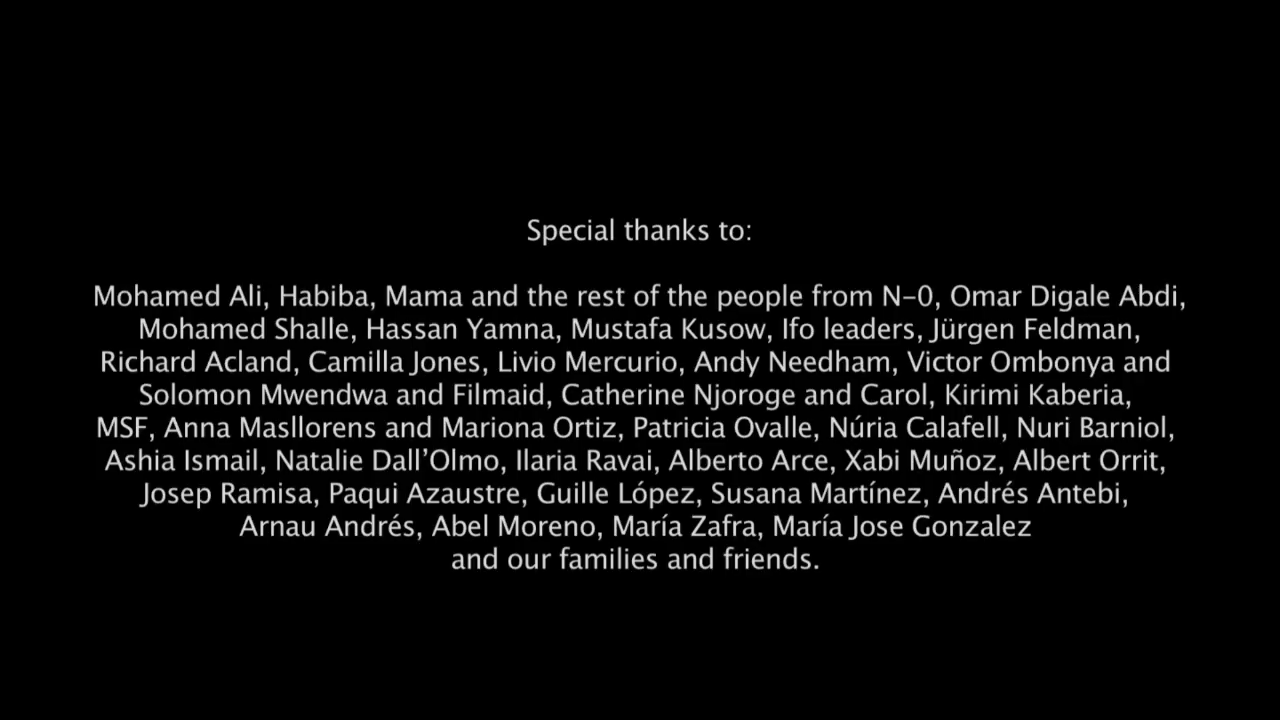 Special thanks to:
Mohamed Ali, Habiba, Mama and the rest of the people from N-0, Omar Digale Abdi,
Mohamed Shalle, Hassan Yamna, Mustafa Kusow, Ifo leaders, Jürgen Feldman,
Richard Acland, Camilla Jones, Livio Mercurio, Andy Needham, Victor Ombonya and
Solomon Mwendwa and Filmaid, Catherine Njoroge and Carol, Kirimi Kaberia,
MSF, Anna Masllorens and Mariona Ortiz, Patricia Ovalle, Núria Calafell, Nuri Barniol,
Ashia Ismail, Natalie Dall’Olmo, Ilaria Ravai, Alberto Arce, Xabi Muñoz, Albert Orrit,
Josep Ramisa, Paqui Azaustre, Guille López, Susana Martínez, Andrés Antebi,
Arnau Andrés, Abel Moreno, María Zafra, María Jose Gonzalez
and our families and friends.